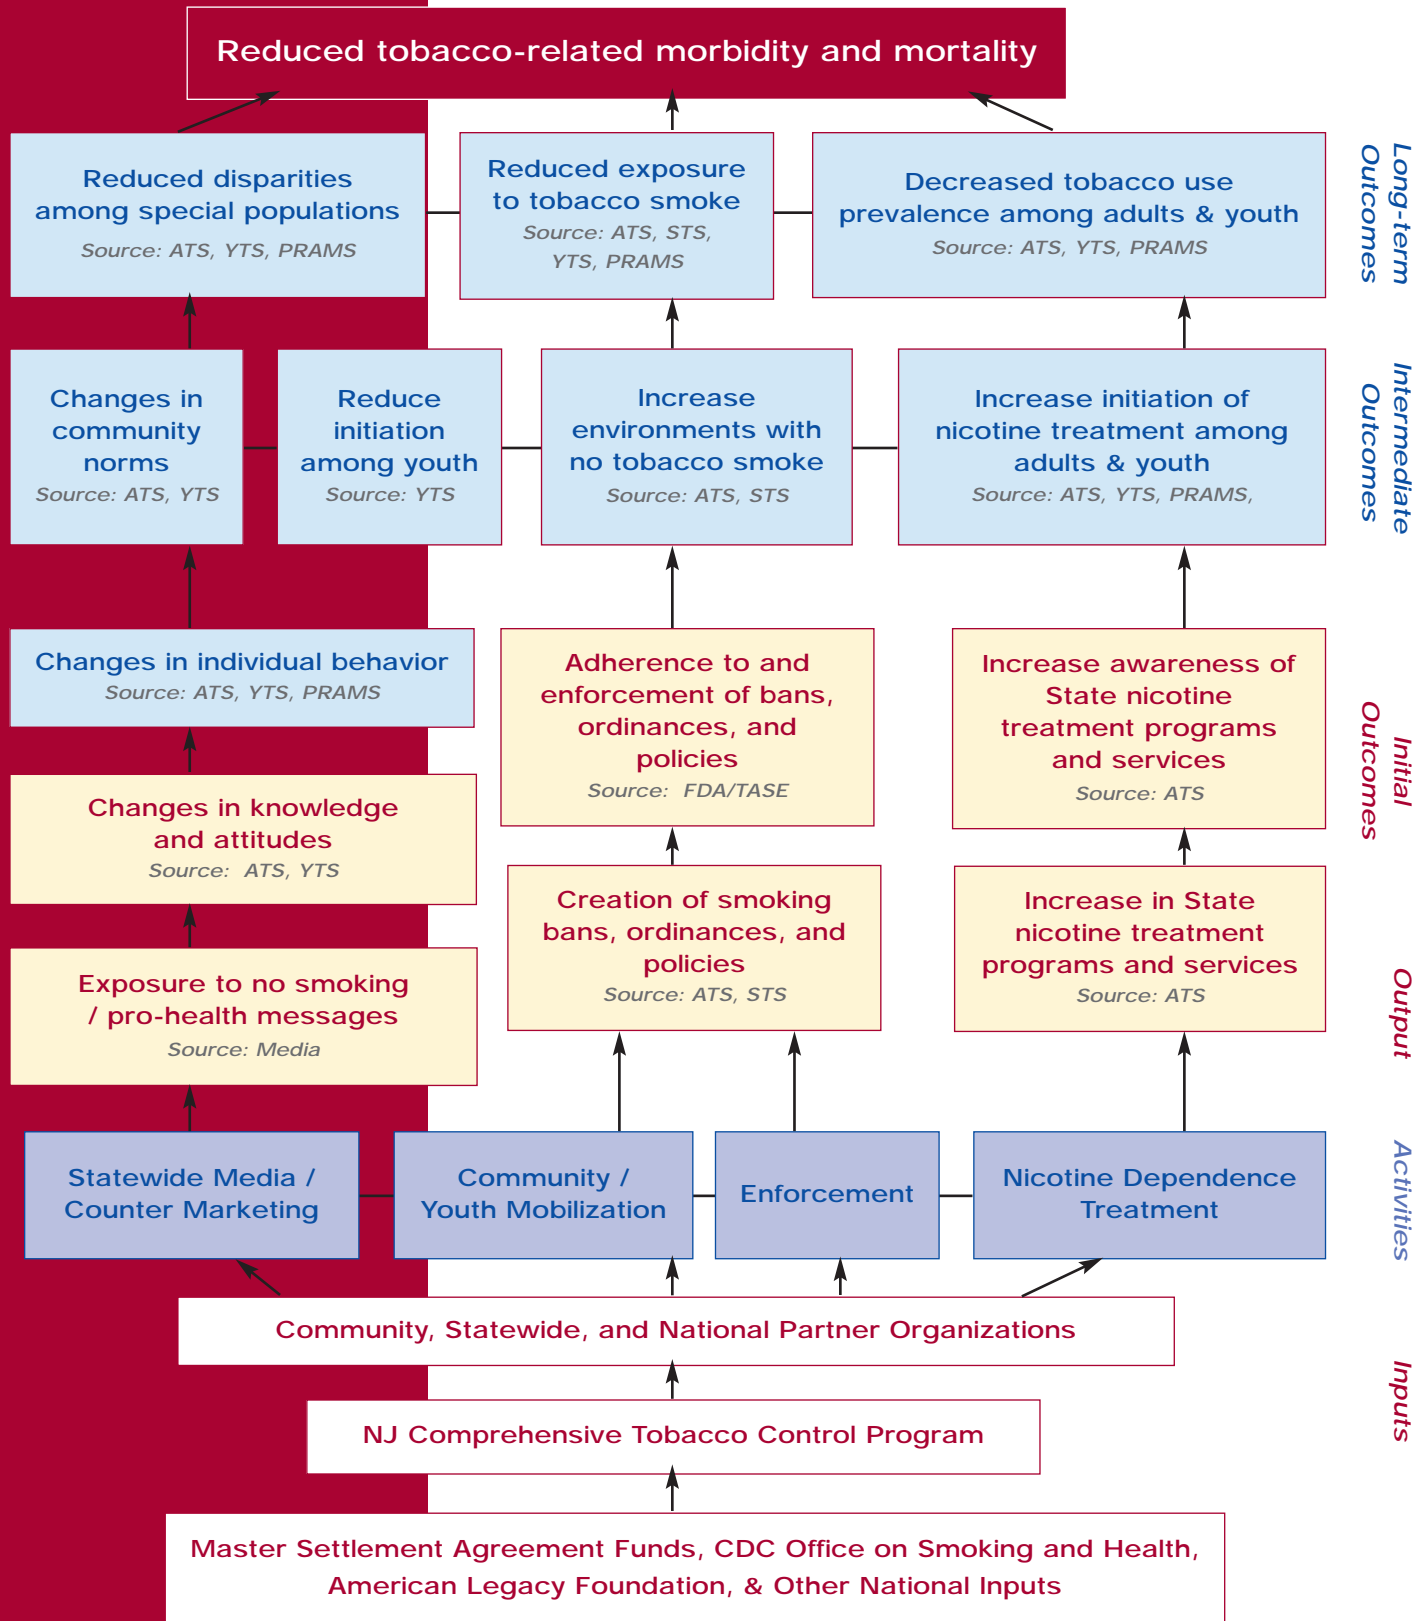 Reduced tobacco-related morbidity and mortality
Reduced disparities
among special populations
Source: ATS, YTS, PRAMS
Reduced exposure
to tobacco smoke
Source: ATS, STS,
YTS, PRAMS
Decreased tobacco use
prevalence among adults & youth
Source: ATS, YTS, PRAMS
Long-term
Outcomes
Changes in
community
norms
Source: ATS, YTS
Reduce
initiation
among youth
Source: YTS
Increase
environments with
no tobacco smoke
Source: ATS, STS
Increase initiation of
nicotine treatment among
adults & youth
Source: ATS, YTS, PRAMS,
Intermediate
Outcomes
Changes in individual behavior
Source: ATS, YTS, PRAMS
Adherence to and
enforcement of bans,
ordinances, and
policies
Source: FDA/TASE
Increase awareness of
State nicotine
treatment programs
and services
Source: ATS
Initial
Outcomes
Changes in knowledge
and attitudes
Source: ATS, YTS
Creation of smoking
bans, ordinances, and
policies
Source: ATS, STS
Increase in State
nicotine treatment
programs and services
Source: ATS
Output
Exposure to no smoking
/ pro-health messages
Source: Media
Statewide Media /
Counter Marketing
Community /
Youth Mobilization
Enforcement
Nicotine Dependence
Treatment
Activities
Community, Statewide, and National Partner Organizations
Inputs
NJ Comprehensive Tobacco Control Program
Master Settlement Agreement Funds, CDC Office on Smoking and Health,
American Legacy Foundation, & Other National Inputs